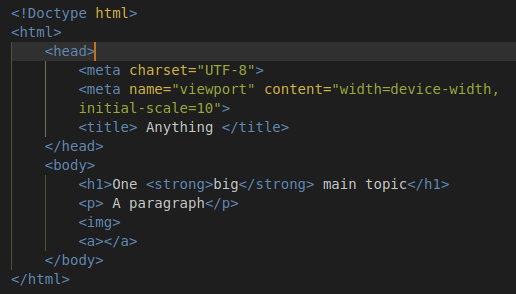 <!Doctype html>
<html>
<head>
<meta charset="UTF-8">
<meta name="viewport" content="width=device-width,
initial-scale=10">
<title> Anything </title>
</head>
<body>
<h1>One <strong>big</strong> main topic</h1>
<p> A paragraph</p>
<img>
<a></a>
</body>
</html>